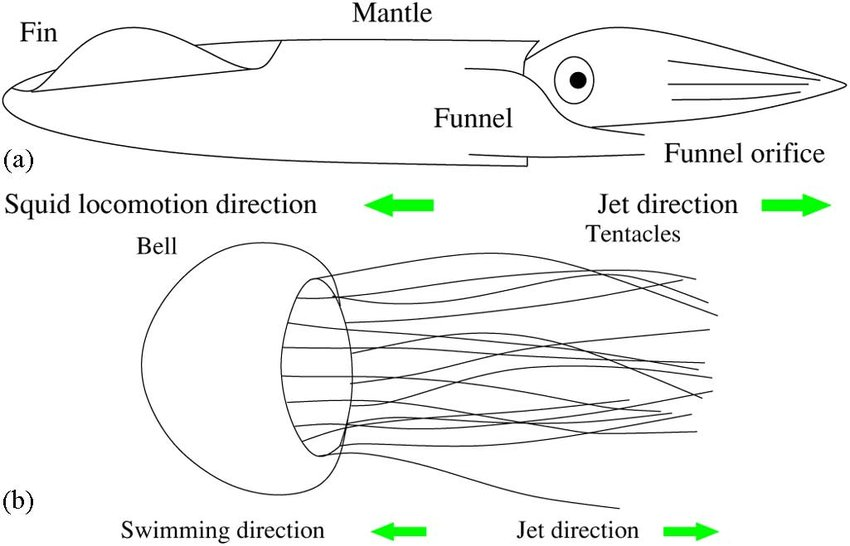 Mantle
Fin
Funnel
(a)
Funnel orifice
Squid locomotion direction
Jet direction
Bell
Tentacles
(b)
Swimming direction
Jet direction